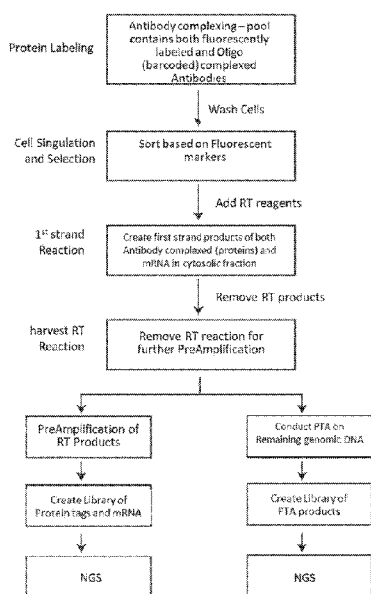 Protein Labeling
Antibody complexing – pool
contains both fluorescently
labeled and Oligo
(barcoded) complexed
Antibodies
Wash Cells
Cell Singulation
and Selection
Sort based on Fluorescent
markers
Add RT reagents
1st strand
Reaction
Create first strand products of both
Antibody complexed (proteins) and
mRNA in cytosolic fraction
Remove RT products
harvest RT
Reaction
Remove RT reaction for
further PreAmplification
PreAmplification of
RT Products
Conduct PTA on
Remaining genomic DNA
Create Library of
Protein tags and mRNA
Create Library of
PTA products
NGS
NGS